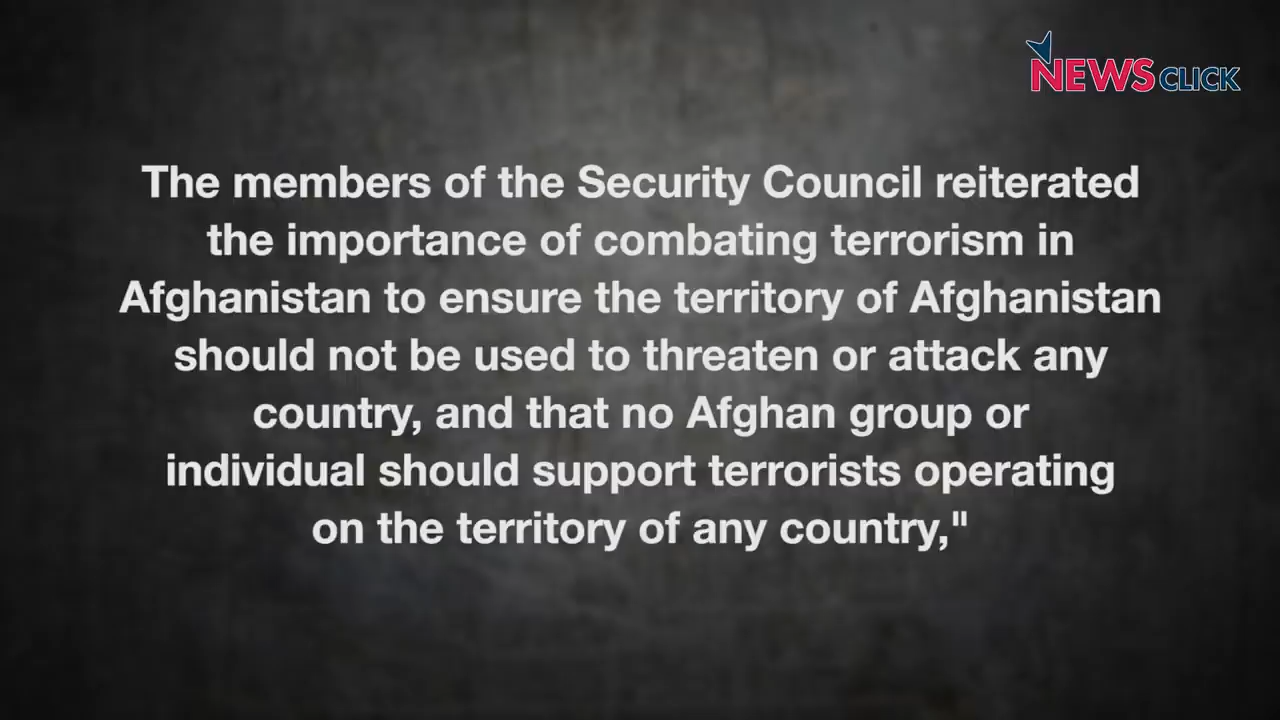 NEWSCLICK
The members of the Security Council reiterated
the importance of combating terrorism in
Afghanistan to ensure the territory of Afghanistan
should not be used to threaten or attack any
country, and that no Afghan group or
individual should support terrorists operating
on the territory of any country,"